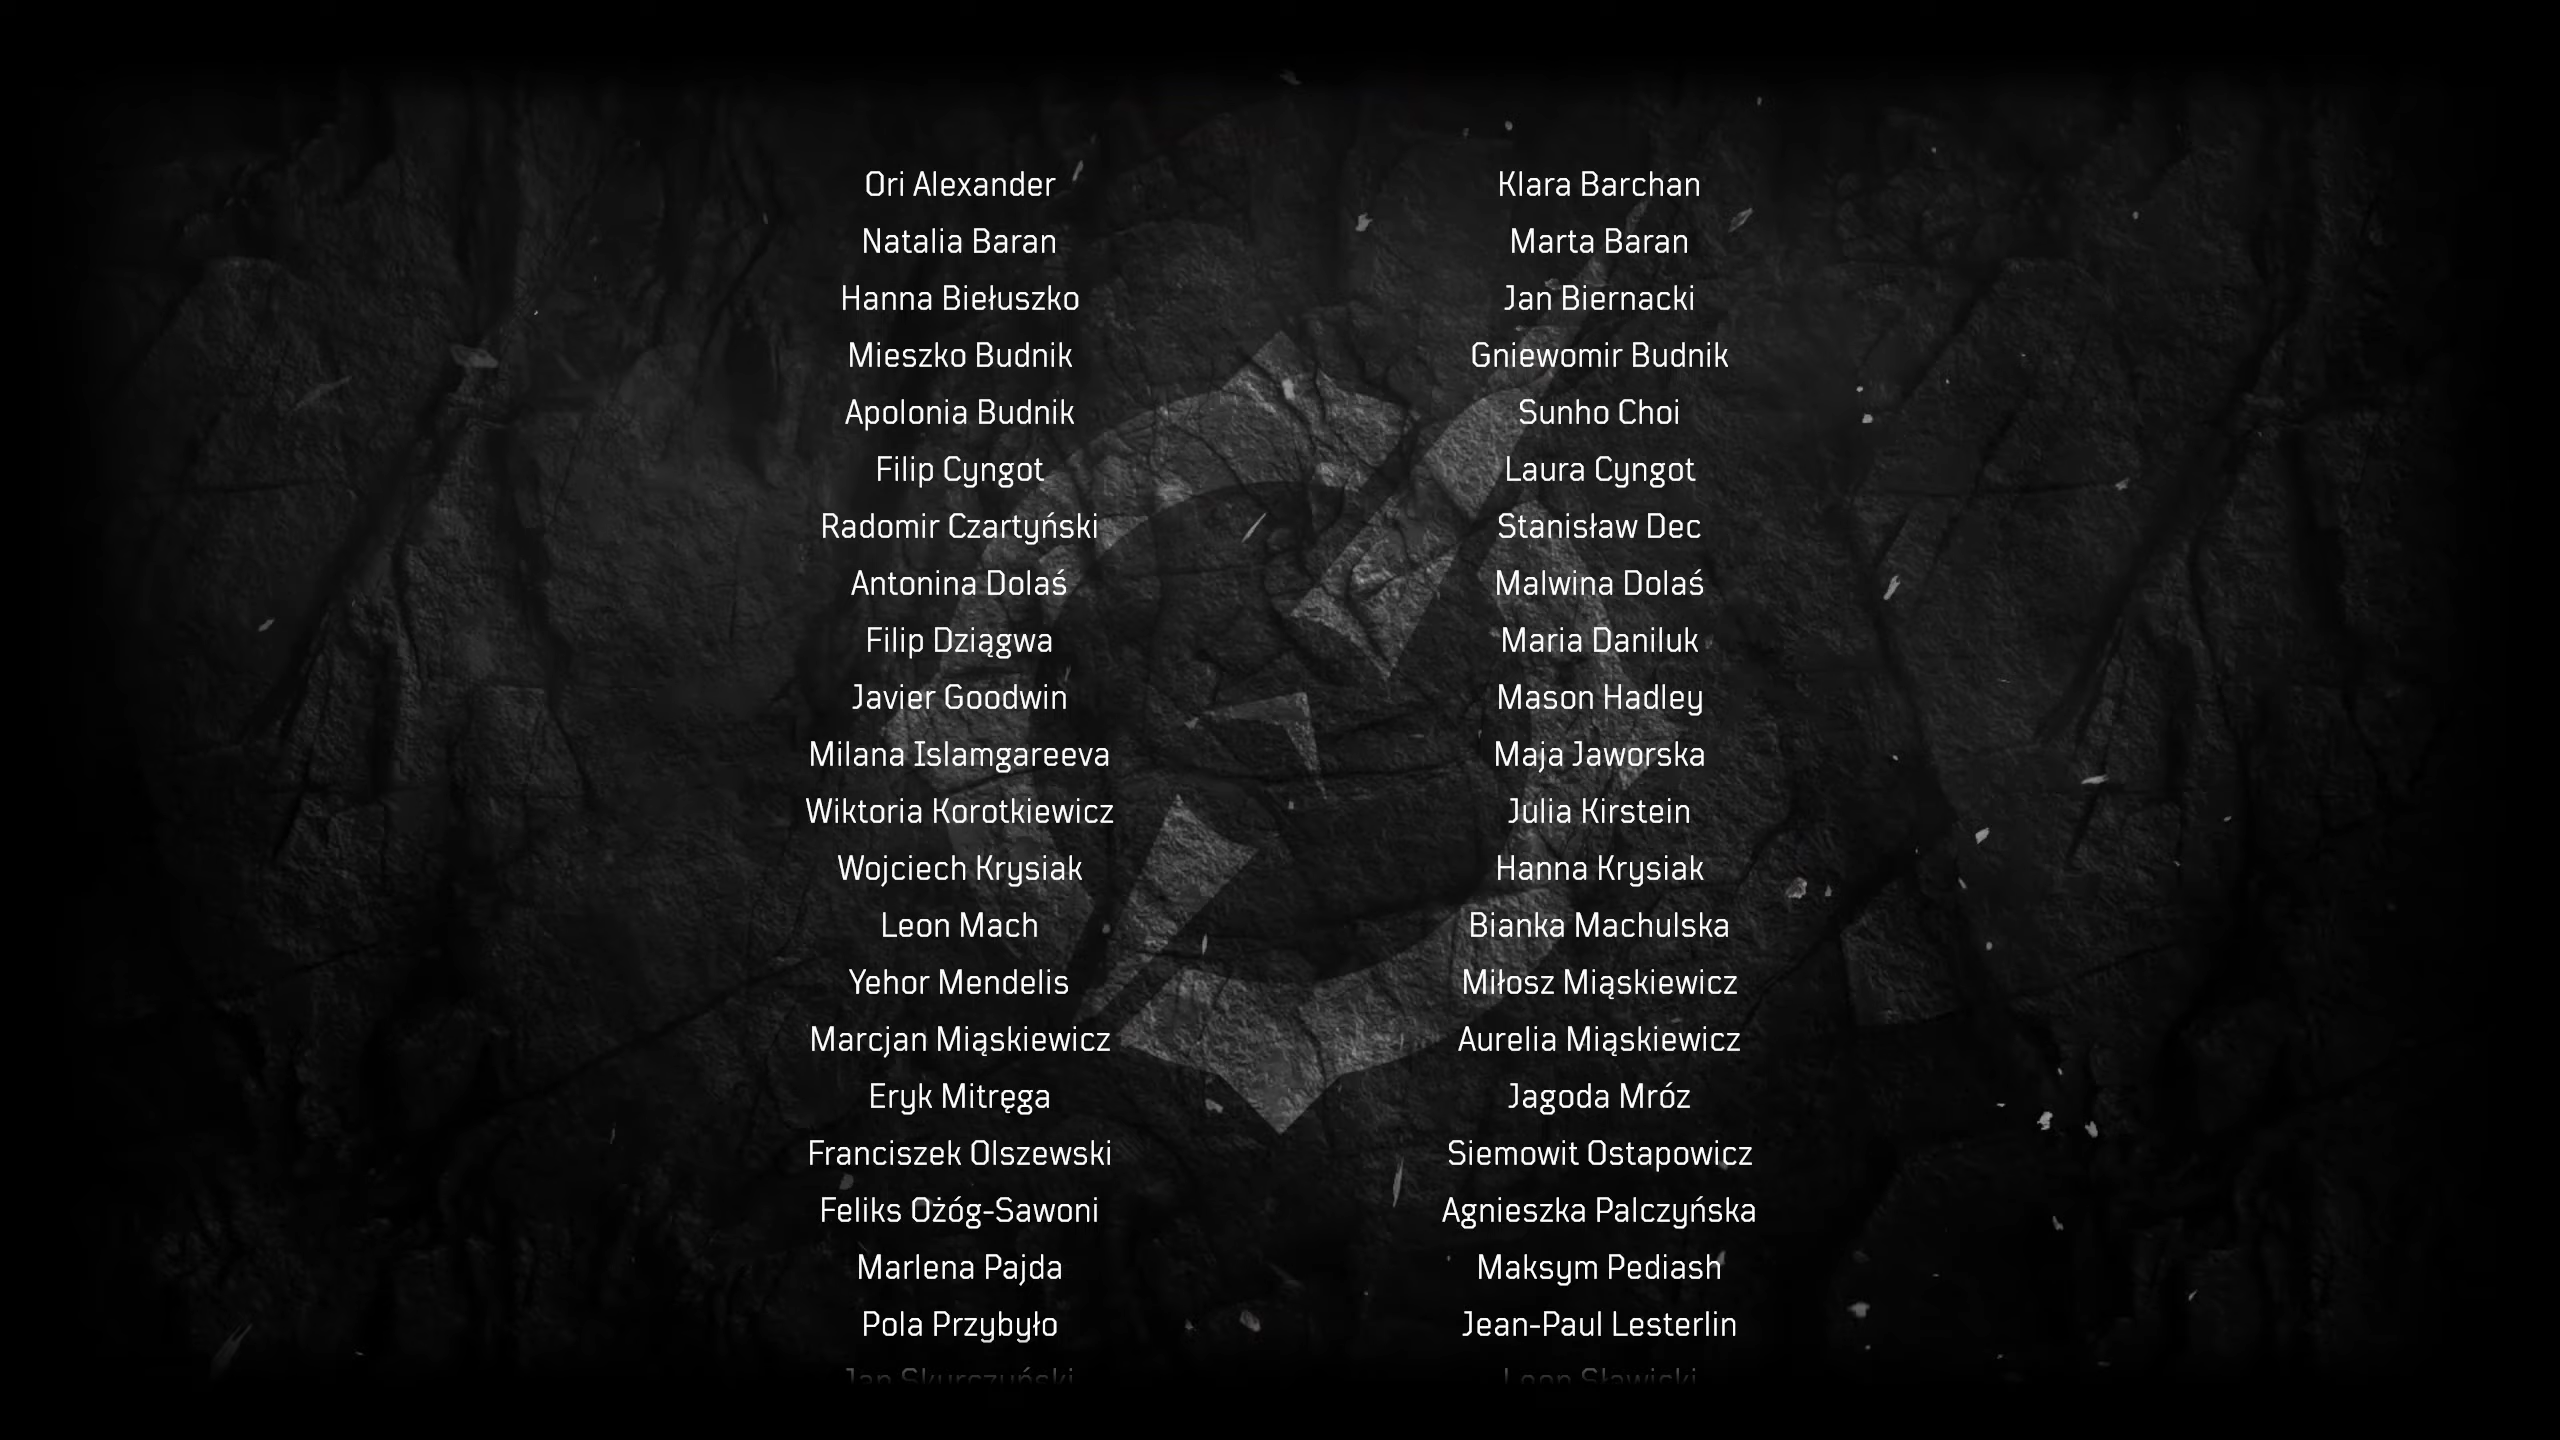 Ori Alexander
Klara Barchan
Natalia Baran
Marta Baran
Hanna Biełuszko
Jan Biernacki
Mieszko Budnik
Gniewomir Budnik
Apolonia Budnik
Sunho Choi
Filip Cyngot
Laura Cyngot
Radomir Czartyński
Stanisław Dec
Antonina Dolaś
Malwina Dolaś
Filip Dziągwa
Maria Daniluk
Javier Goodwin
Mason Hadley
Milana Islamgareeva
Maja Jaworska
Wiktoria Korotkiewicz
Julia Kirstein
Wojciech Krysiak
Hanna Krysiak
Leon Mach
Bianka Machulska
Yehor Mendelis
Miłosz Miąskiewicz
Marcjan Miąskiewicz
Aurelia Miąskiewicz
Eryk Mitręga
Jagoda Mróz
Franciszek Olszewski
Siemowit Ostapowicz
Feliks Ożóg-Sawoni
Agnieszka Palczyńska
Marlena Pajda
Maksym Pediash
Pola Przybyło
Jean-Paul Lesterlin
Jan Skurczyński
Leon Sławicki